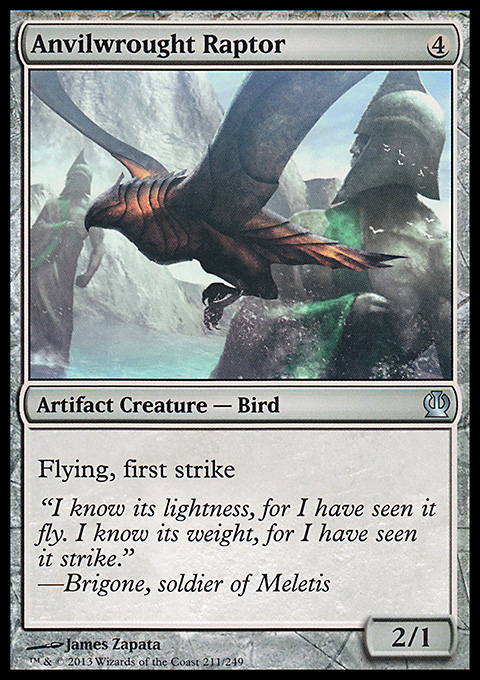 Anvilwrought Raptor 4
Artifact Creature — Bird
Flying, first strike
“I know its lightness, for I have seen it
fly. I know its weight, for I have seen
it strike.”
—Brigone, soldier of Meletis
2/1
James Zapata
™ & © 2013 Wizards of the Coast 211/249